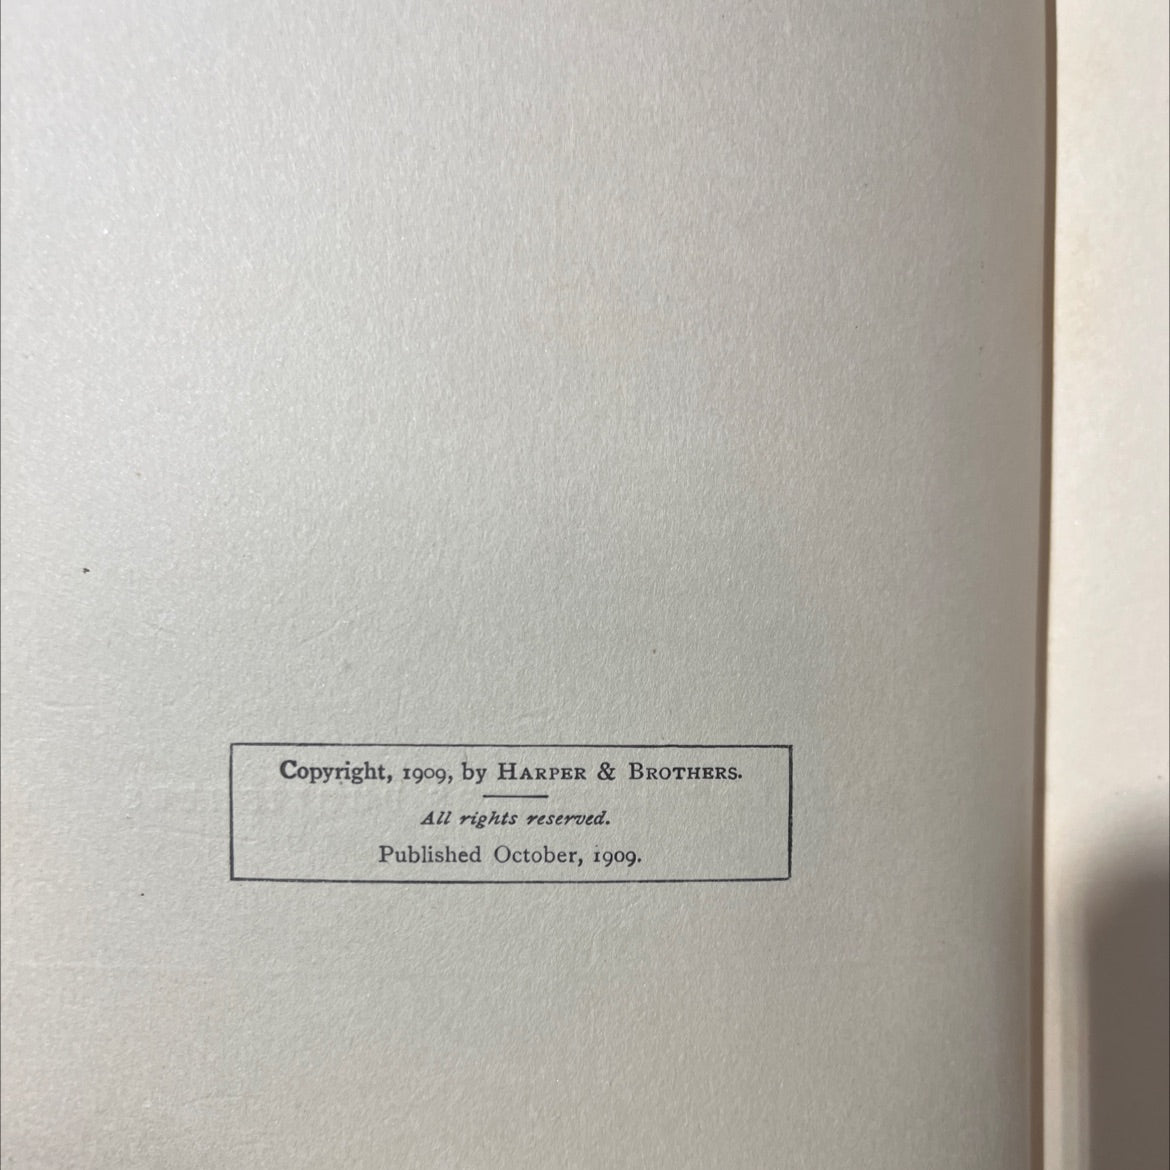 Copyright, 1909, by HARPER & BROTHERS.
All rights reserved.
Published October, 1909.